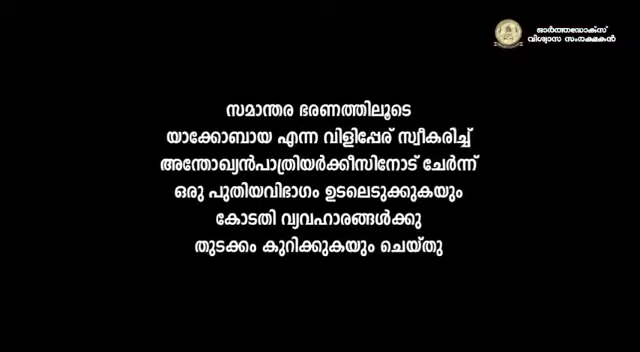 ഓർത്തഡോക്സ്
വിശ്വാസ സംരക്ഷകൻ
സമാന്തര ഭരണത്തിലൂടെ
യാക്കോബായ എന്ന വിളിപ്പേര് സ്വീകരിച്ച്
അന്തോഖ്യൻപാത്രിയർക്കീസിനോട് ചേർന്ന്
ഒരു പുതിയവിഭാഗം ഉടലെടുക്കുകയും
കോടതി വ്യവഹാരങ്ങൾക്കു
തുടക്കം കുറിക്കുകയും ചെയ്തു